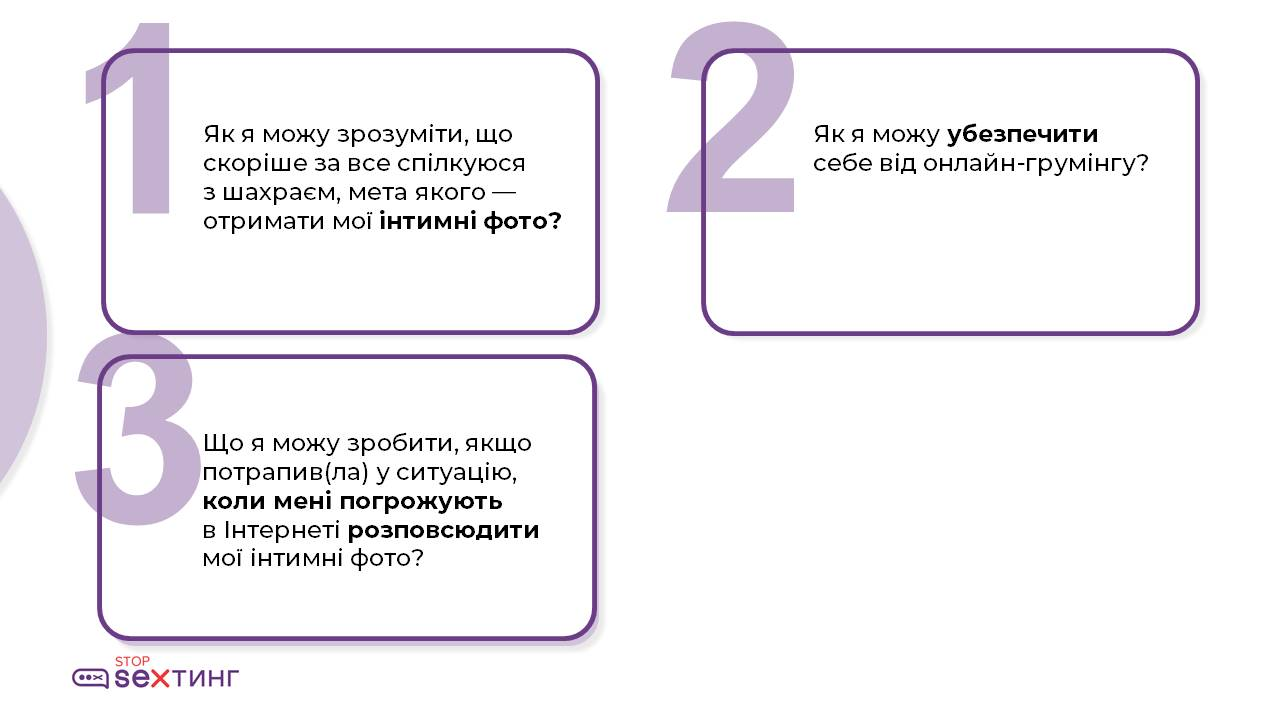 1
Як я можу зрозуміти, що
скоріше за все спілкуюся
з шахраєм, мета якого —
отримати мої інтимні фото?
2
Як я можу убезпечити
себе від онлайн-грумінгу?
3
Що я можу зробити, якщо
потрапив(ла) у ситуацію,
коли мені погрожують
в Інтернеті розповсюдити
мої інтимні фото?
STOP
sexтинг